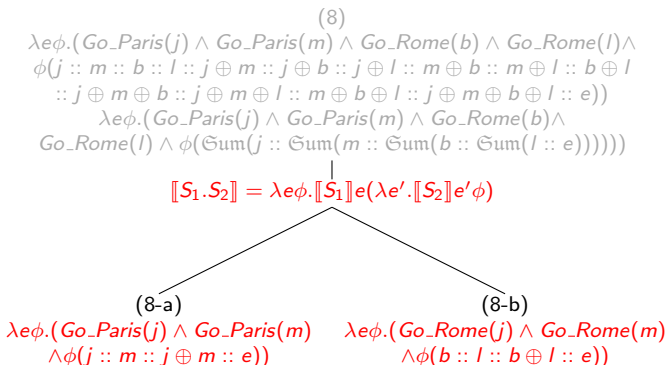 (8)
λeϕ.(Go_Paris(j) ∧ Go_Paris(m) ∧ Go_Rome(b) ∧ Go_Rome(l)∧
ϕ(j :: m :: b :: l :: j ⊕ m :: j ⊕ b :: j ⊕ l :: m ⊕ b :: m ⊕ l :: b ⊕ l
:: j ⊕ m ⊕ b :: j ⊕ m ⊕ l :: m ⊕ b ⊕ l :: j ⊕ m ⊕ b ⊕ l :: e))
λeϕ.(Go_Paris(j) ∧ Go_Paris(m) ∧ Go_Rome(b)∧
Go_Rome(l) ∧ ϕ(𝔖um(j :: 𝔖um(m :: 𝔖um(b :: 𝔖um(l :: e))))))
⟦S₁.S₂⟧ = λeϕ.⟦S₁⟧e(λe′.⟦S₂⟧e′ϕ)
(8-a) (8-b)
λeϕ.(Go_Paris(j) ∧ Go_Paris(m) λeϕ.(Go_Rome(j) ∧ Go_Rome(m)
∧ϕ(j :: m :: j ⊕ m :: e)) ∧ϕ(b :: l :: b ⊕ l :: e))